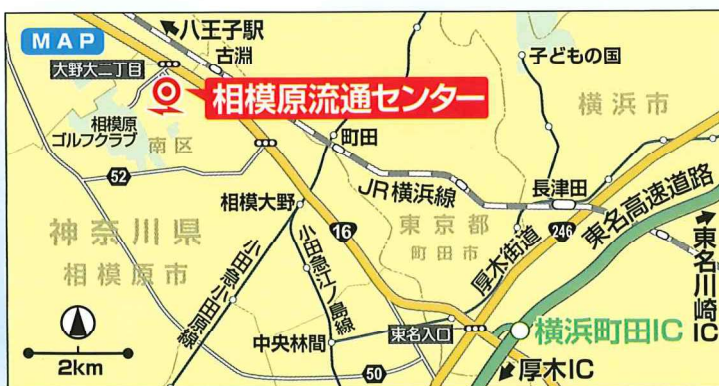 MAP
八王子駅
古淵
大野大二丁目
子どもの国
相模原流通センター
横浜市
相模原
ゴルフクラブ
南区
町田
52
JR横浜線
長津田
相模大野
神奈川県
相模原市
16
東京都
町田市
246
東名高速道路
厚木街道
小田急小田原線
小田急江ノ島線
東名川崎IC
中央林間
東名入口
横浜町田IC
2km
50
厚木IC